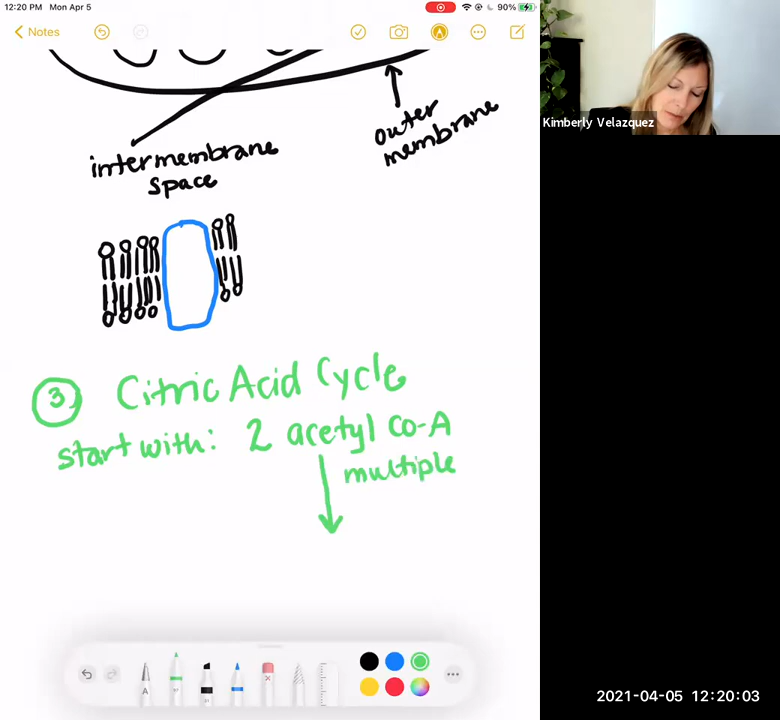 12:20 PM Mon Apr 5
90%
Notes
intermembrane
space
outer
membrane
Kimberly Velazquez
3 Citric Acid Cycle
start with: 2 acetyl co-A
multiple
A
2021-04-05 12:20:03